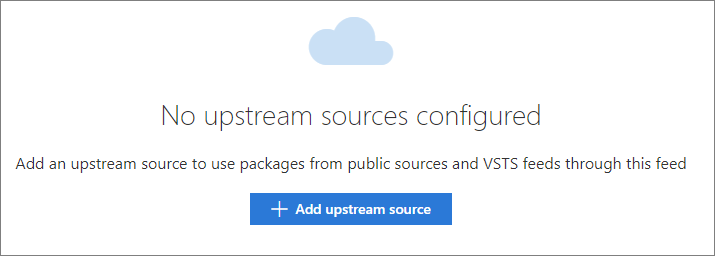 No upstream sources configured
Add an upstream source to use packages from public sources and VSTS feeds through this feed
Add upstream source